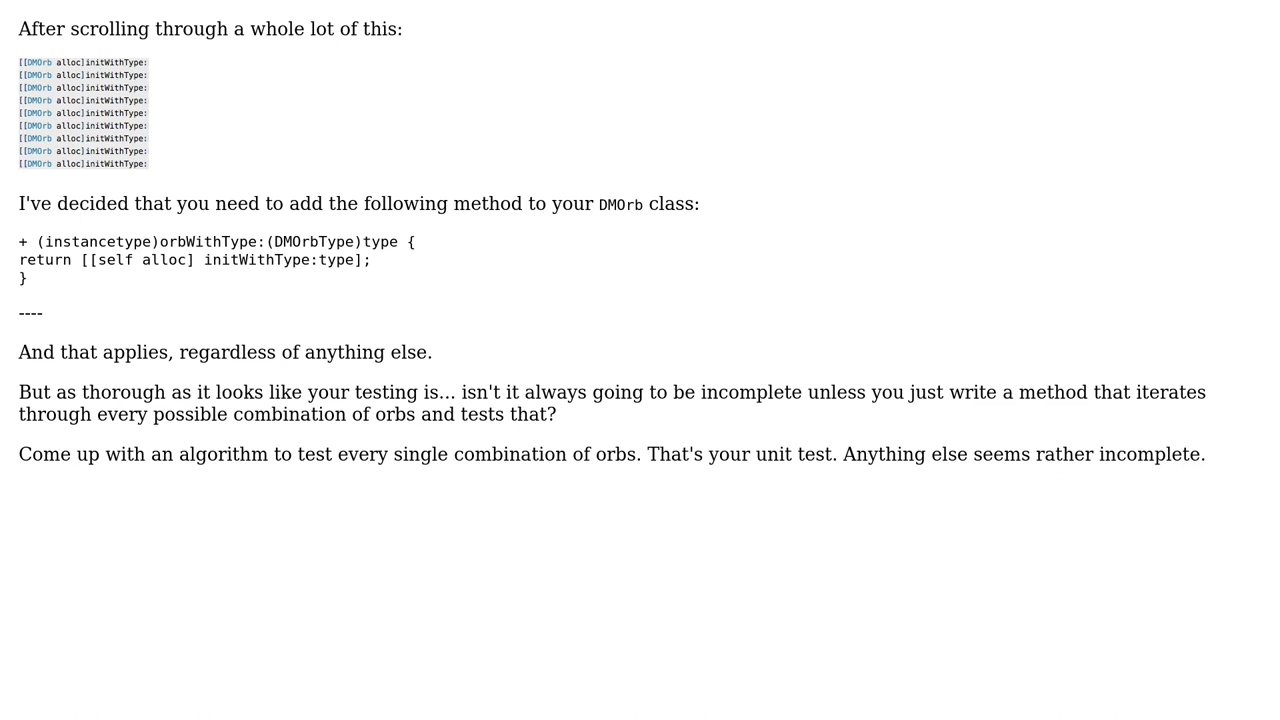 After scrolling through a whole lot of this:
[[DMOrb alloc]initWithType:
[[DMOrb alloc]initWithType:
[[DMOrb alloc]initWithType:
[[DMOrb alloc]initWithType:
[[DMOrb alloc]initWithType:
[[DMOrb alloc]initWithType:
[[DMOrb alloc]initWithType:
[[DMOrb alloc]initWithType:
[[DMOrb alloc]initWithType:
I've decided that you need to add the following method to your DMOrb class:
+ (instancetype)orbWithType:(DMOrbType)type {
return [[self alloc] initWithType:type];
}
----
And that applies, regardless of anything else.
But as thorough as it looks like your testing is... isn't it always going to be incomplete unless you just write a method that iterates
through every possible combination of orbs and tests that?
Come up with an algorithm to test every single combination of orbs. That's your unit test. Anything else seems rather incomplete.